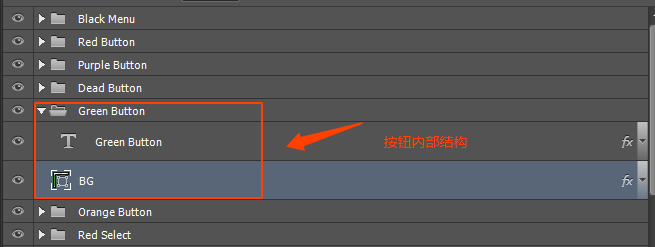 Black Menu
Red Button
Purple Button
Dead Button
Green Button
T Green Button fx
按钮内部结构
BG fx
Orange Button
Red Select